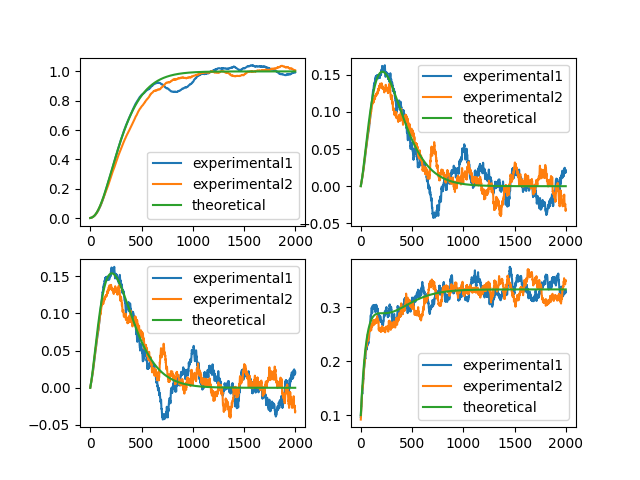 1.0
0.8
0.6
0.4
0.2
0.0
experimental1
experimental2
theoretical
0 500 1000 1500 2000
0.15
0.10
0.05
0.00
−0.05
experimental1
experimental2
theoretical
0 500 1000 1500 2000
0.15
0.10
0.05
0.00
−0.05
experimental1
experimental2
theoretical
0 500 1000 1500 2000
0.3
0.2
0.1
experimental1
experimental2
theoretical
0 500 1000 1500 2000